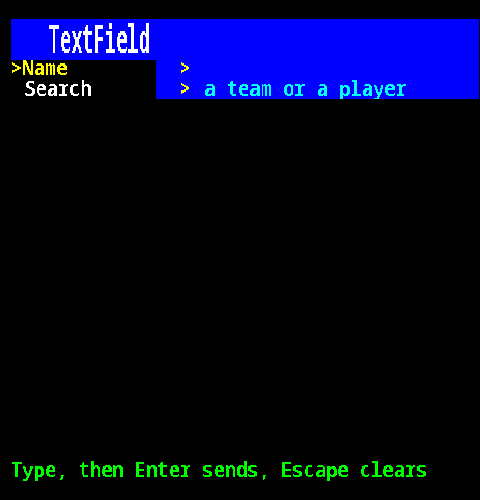 TextField
>Name >
Search > a team or a player
Type, then Enter sends, Escape clears